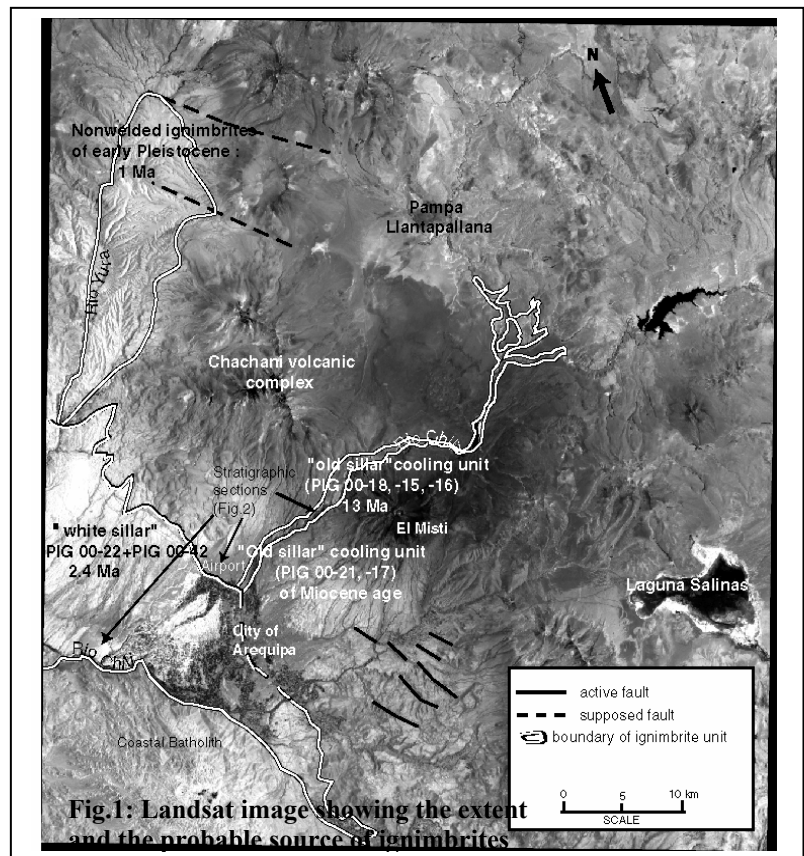 N
Nonwelded ignimbrites
of early Pleistocene :
1 Ma
Pampa
Llantapallana
Rio Yura
Chachani volcanic
complex
Rio Chili
"old sillar"cooling unit
(PIG 00-18, -15, -16)
13 Ma
Stratigraphic
sections
(Fig.2)
El Misti
" white sillar"
PIG 00-22+PIG 00-42
2.4 Ma
Airport
"Old sillar" cooling unit
(PIG 00-21, -17)
of Miocene age
Laguna Salinas
City of
Arequipa
Rio Chili
Coastal Batholith
active fault
supposed fault
boundary of ignimbrite unit
0 5 10 km
SCALE
Fig.1: Landsat image showing the extent
and the probable source of ignimbrites